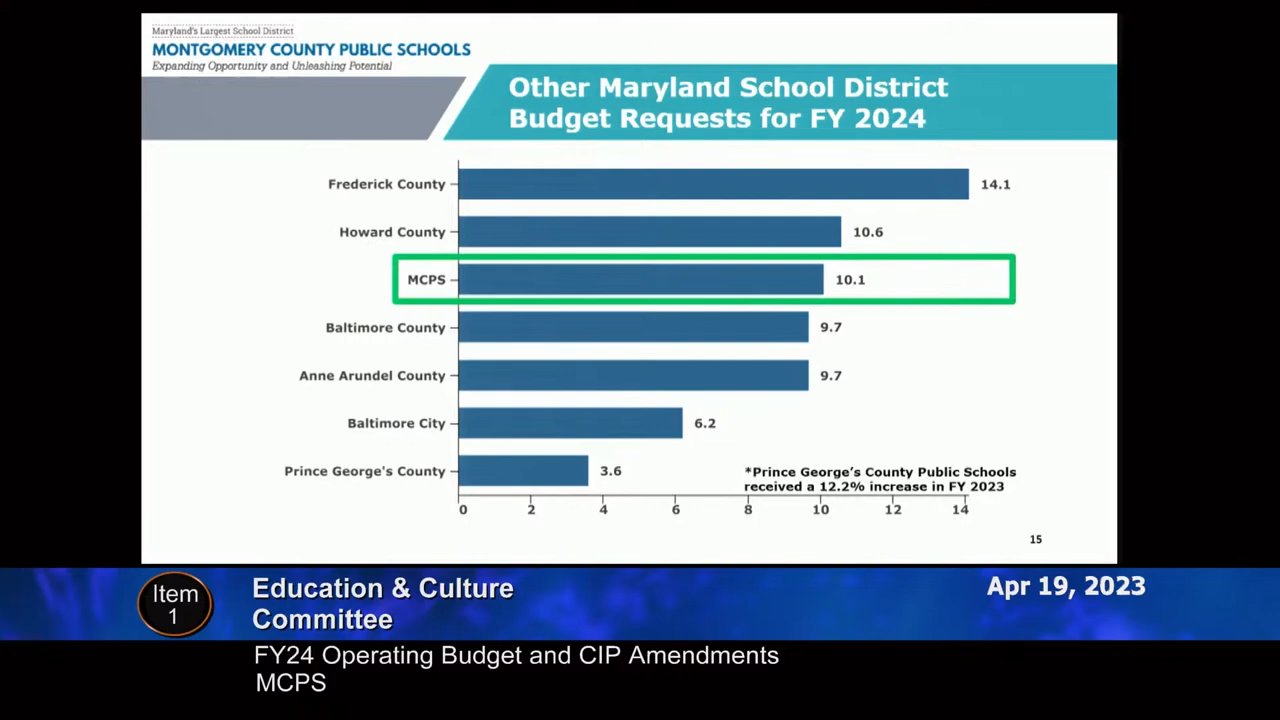 Maryland's Largest School District
MONTGOMERY COUNTY PUBLIC SCHOOLS
Expanding Opportunity and Unleashing Potential
Other Maryland School District
Budget Requests for FY 2024
Frederick County 14.1
Howard County 10.6
MCPS 10.1
Baltimore County 9.7
Anne Arundel County 9.7
Baltimore City 6.2
Prince George's County 3.6
*Prince George's County Public Schools
received a 12.2% increase in FY 2023
0 2 4 6 8 10 12 14
15
Item
1
Education & Culture
Committee
Apr 19, 2023
FY24 Operating Budget and CIP Amendments
MCPS